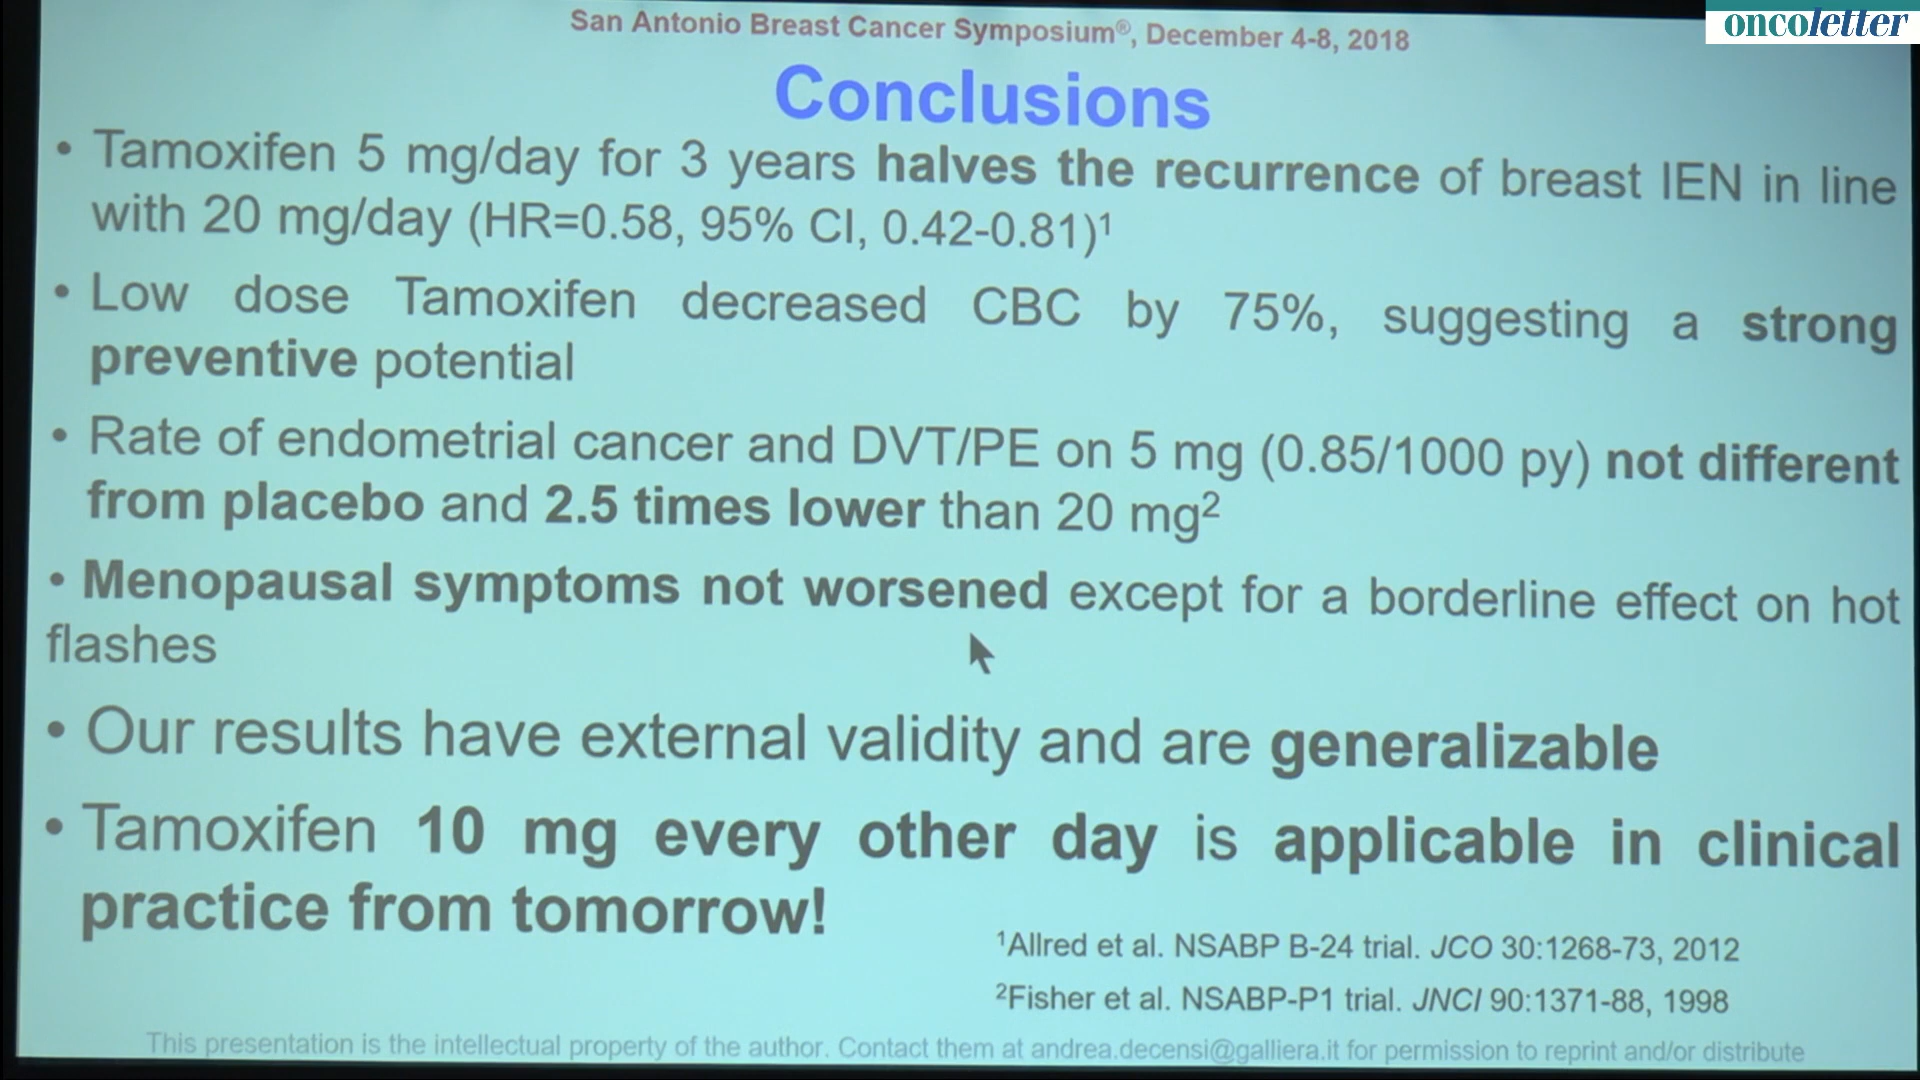 San Antonio Breast Cancer Symposium®, December 4-8, 2018
oncoletter
Conclusions
• Tamoxifen 5 mg/day for 3 years halves the recurrence of breast IEN in line
with 20 mg/day (HR=0.58, 95% CI, 0.42-0.81)¹
• Low dose Tamoxifen decreased CBC by 75%, suggesting a strong
preventive potential
• Rate of endometrial cancer and DVT/PE on 5 mg (0.85/1000 py) not different
from placebo and 2.5 times lower than 20 mg²
• Menopausal symptoms not worsened except for a borderline effect on hot
flashes
• Our results have external validity and are generalizable
• Tamoxifen 10 mg every other day is applicable in clinical
practice from tomorrow!
¹Allred et al. NSABP B-24 trial. JCO 30:1268-73, 2012
²Fisher et al. NSABP-P1 trial. JNCI 90:1371-88, 1998
This presentation is the intellectual property of the author. Contact them at andrea.decensi@galliera.it for permission to reprint and/or distribute